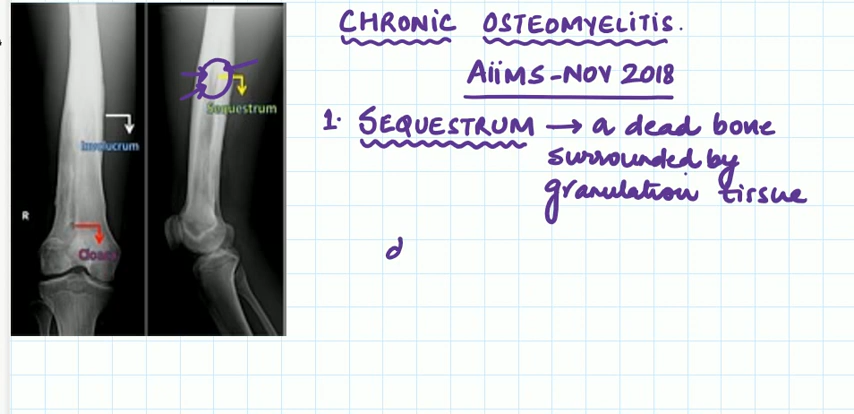 CHRONIC OSTEOMYELITIS.
AIIMS - NOV 2018
1. SEQUESTRUM → a dead bone
surrounded by
granulation tissue
d
Involucrum
Sequestrum
R
Cloaca